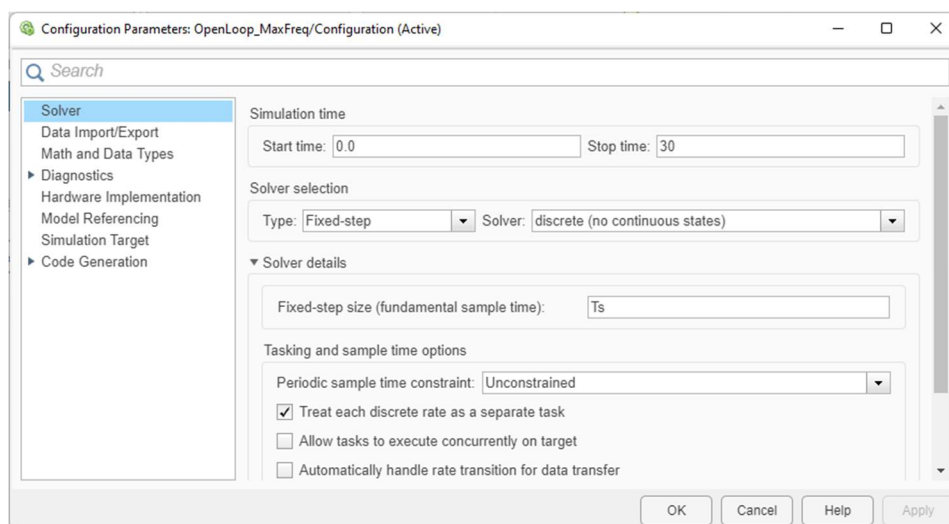 Configuration Parameters: OpenLoop_MaxFreq/Configuration (Active)
Search
Solver
Data Import/Export
Math and Data Types
Diagnostics
Hardware Implementation
Model Referencing
Simulation Target
Code Generation
Simulation time
Start time: 0.0 Stop time: 30
Solver selection
Type: Fixed-step Solver: discrete (no continuous states)
Solver details
Fixed-step size (fundamental sample time): Ts
Tasking and sample time options
Periodic sample time constraint: Unconstrained
Treat each discrete rate as a separate task
Allow tasks to execute concurrently on target
Automatically handle rate transition for data transfer
OK Cancel Help Apply